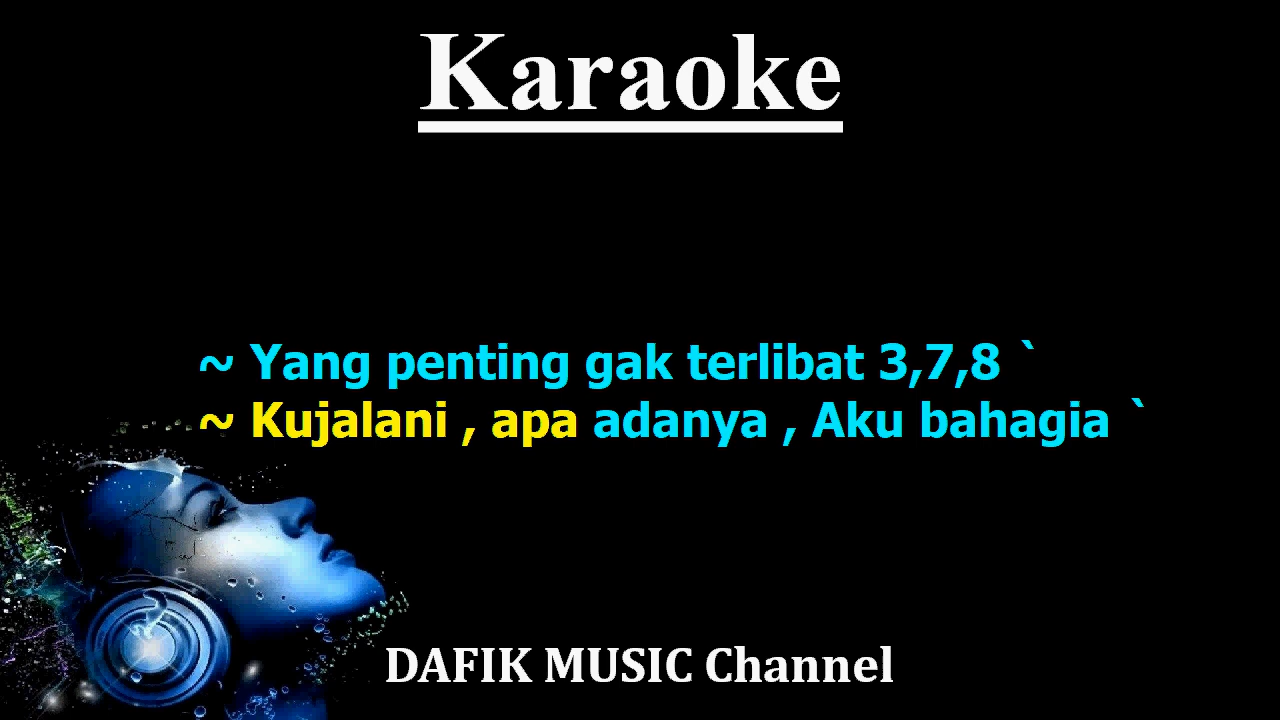 Karaoke
~ Yang penting gak terlibat 3,7,8 `
~ Kujalani , apa adanya , Aku bahagia `
DAFIK MUSIC Channel